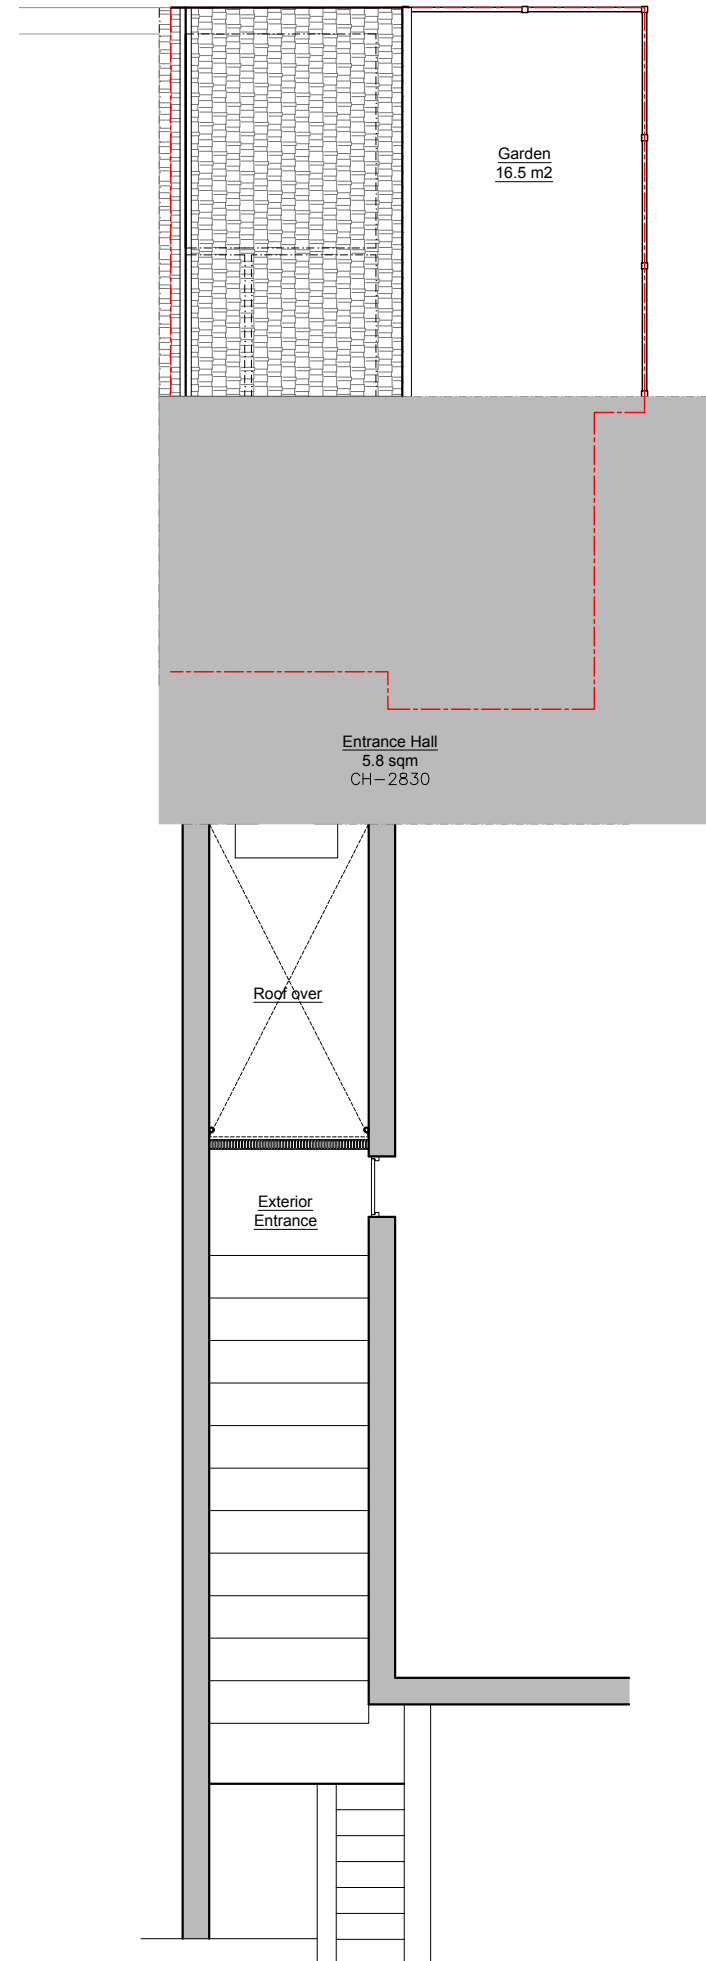 Garden
16.5 m2
Entrance Hall
5.8 sqm
CH-2830
Roof over
Exterior
Entrance